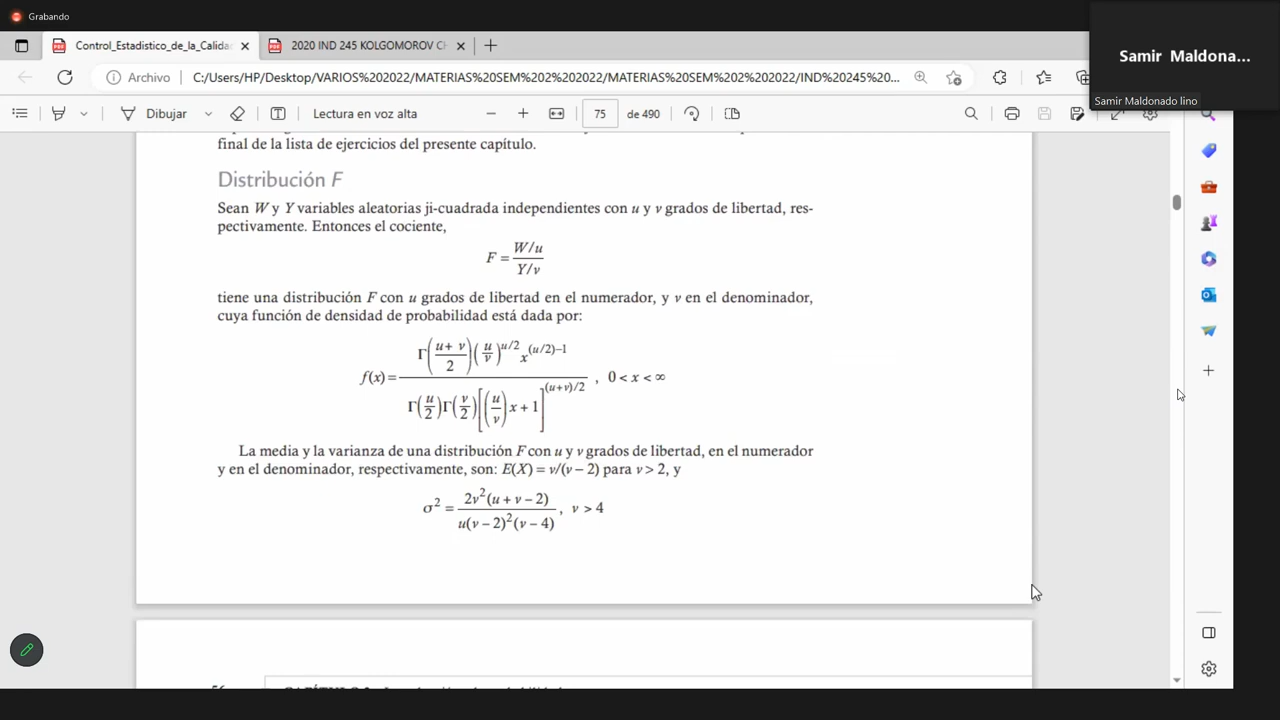 Grabando
Control_Estadistico_de_la_Calida
2020 IND 245 KOLGOMOROV CH
Samir Maldona...
Samir Maldonado lino
Archivo
C:/Users/HP/Desktop/VARIOS%202022/MATERIAS%20SEM%202%202022/MATERIAS%20SEM%202%202022/IND%20245%20...
Dibujar
Lectura en voz alta
75
de 490
final de la lista de ejercicios del presente capítulo.
Distribución F
Sean W y Y variables aleatorias ji-cuadrada independientes con u y v grados de libertad, res-
pectivamente. Entonces el cociente,
F = W/u / Y/v
tiene una distribución F con u grados de libertad en el numerador, y v en el denominador,
cuya función de densidad de probabilidad está dada por:
f(x) = Γ((u+ v)/2) (u/v)^(u/2) x^((u/2)–1) / Γ(u/2)Γ(v/2)[(u/v)x + 1]^((u+v)/2) , 0 < x < ∞
La media y la varianza de una distribución F con u y v grados de libertad, en el numerador
y en el denominador, respectivamente, son: E(X) = v/(v – 2) para v > 2, y
σ² = 2v²(u + v – 2) / u(v – 2)²(v – 4) , v > 4